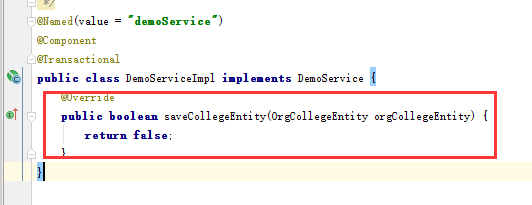 */
@Named(value = "demoService")
@Component
@Transactional
public class DemoServiceImpl implements DemoService {
@Override
public boolean saveCollegeEntity(OrgCollegeEntity orgCollegeEntity) {
return false;
}
}